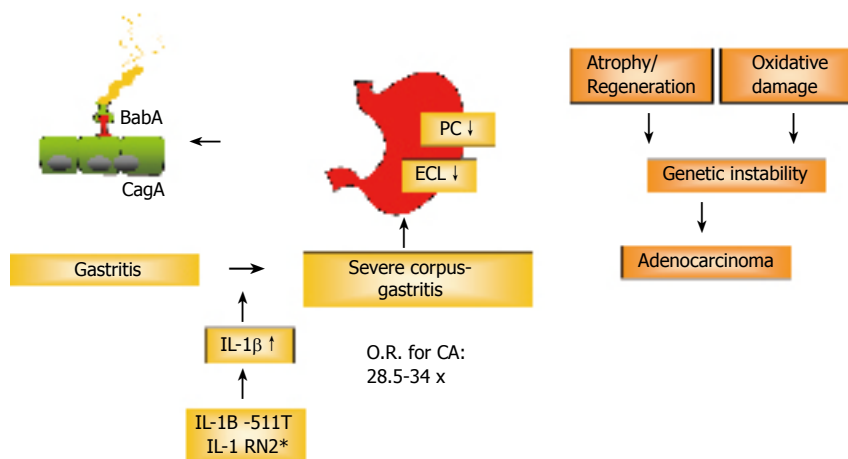 BabA
CagA
PC ↓
ECL ↓
Gastritis
Severe corpus-
gastritis
IL-1β ↑
IL-1B -511T
IL-1 RN2*
O.R. for CA:
28.5-34 x
Atrophy/
Regeneration
Oxidative
damage
Genetic instability
Adenocarcinoma